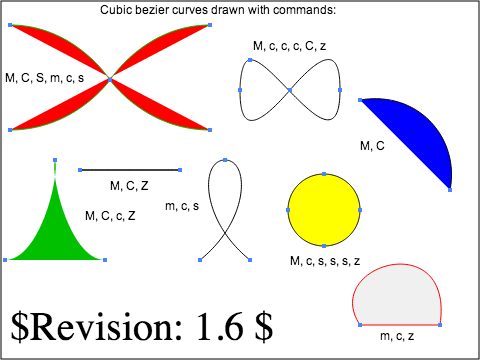 Cubic bezier curves drawn with commands:
M, c, c, c, C, z
M, C, S, m, c, s
M, C
M, C, Z
m, c, s
M, C, c, Z
M, c, s, s, s, z
m, c, z
$Revision: 1.6 $